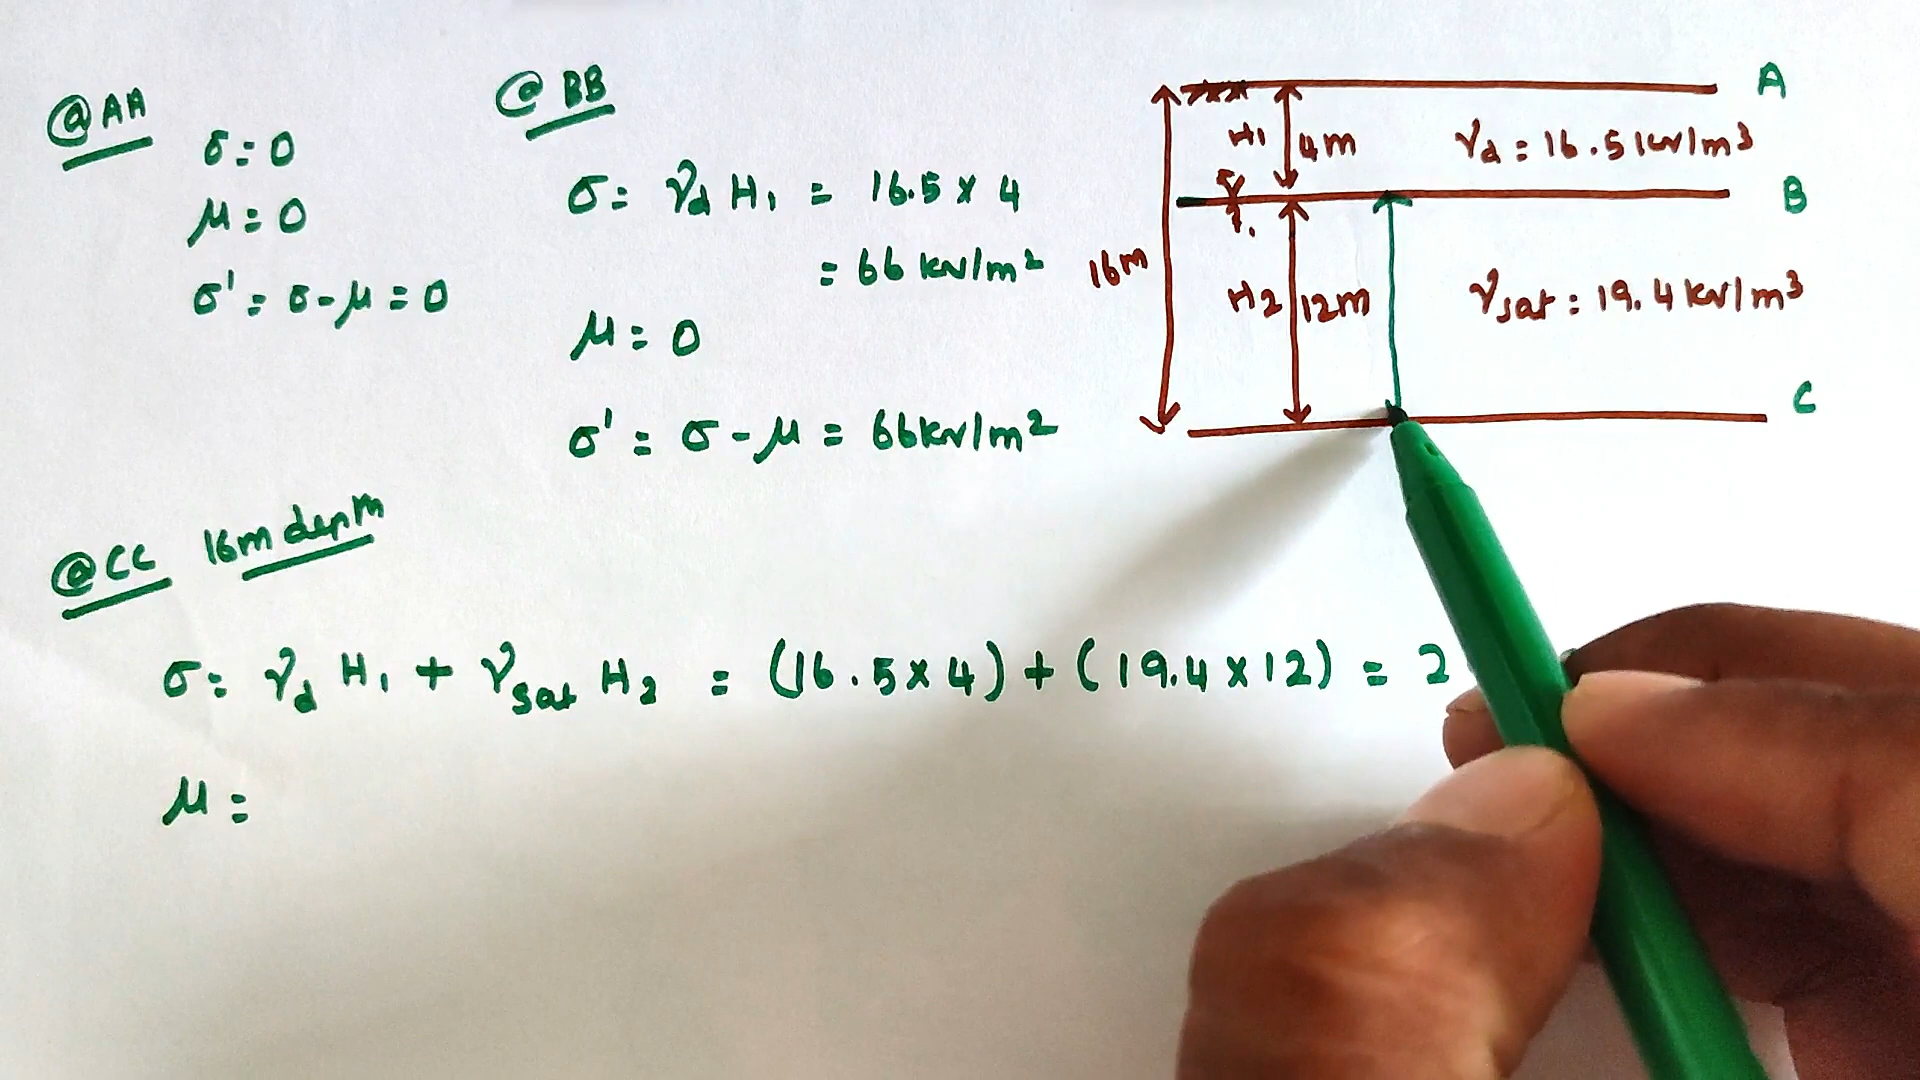 @AA
σ = 0
μ = 0
σ' = σ - μ = 0
@ BB
σ = γd H1 = 16.5 × 4
= 66 kN/m2
μ = 0
σ' = σ - μ = 66kN/m2
A
H1 4m γd = 16.5 kN/m3
B
16m
H2 12m γsat = 19.4 kN/m3
C
@CC 16m depth
σ = γd H1 + γsat H2 = (16.5×4) + (19.4×12) = 2
μ =